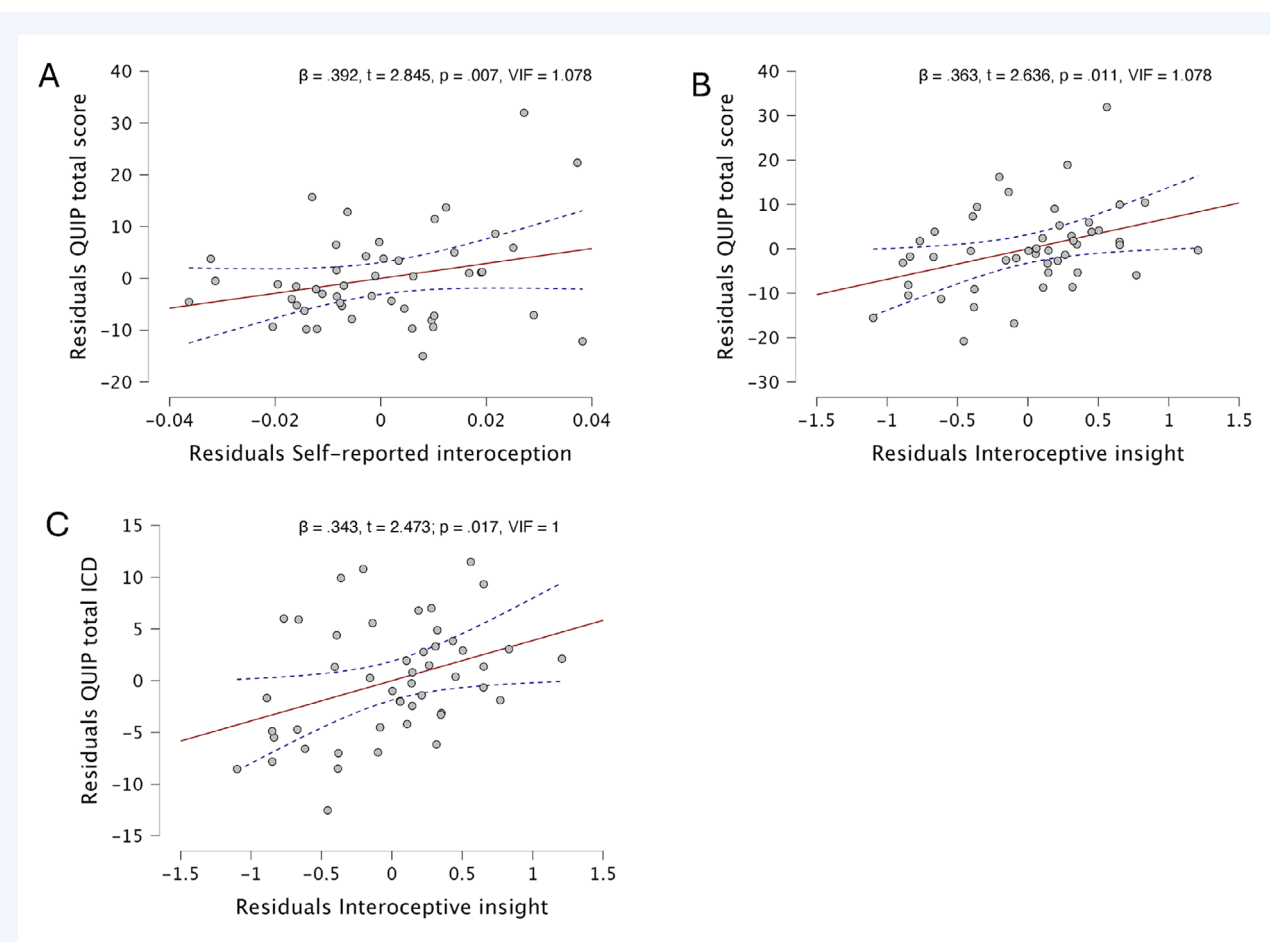 A
β = .392, t = 2.845, p = .007, VIF = 1.078
Residuals QUIP total score
40
30
20
10
0
−10
−20
−0.04 −0.02 0 0.02 0.04
Residuals Self−reported interoception
B
β = .363, t = 2.636, p = .011, VIF = 1.078
Residuals QUIP total score
40
30
20
10
0
−10
−20
−30
−1.5 −1 −0.5 0 0.5 1 1.5
Residuals Interoceptive insight
C
β = .343, t = 2.473; p = .017, VIF = 1
Residuals QUIP total ICD
15
10
5
0
−5
−10
−15
−1.5 −1 −0.5 0 0.5 1 1.5
Residuals Interoceptive insight